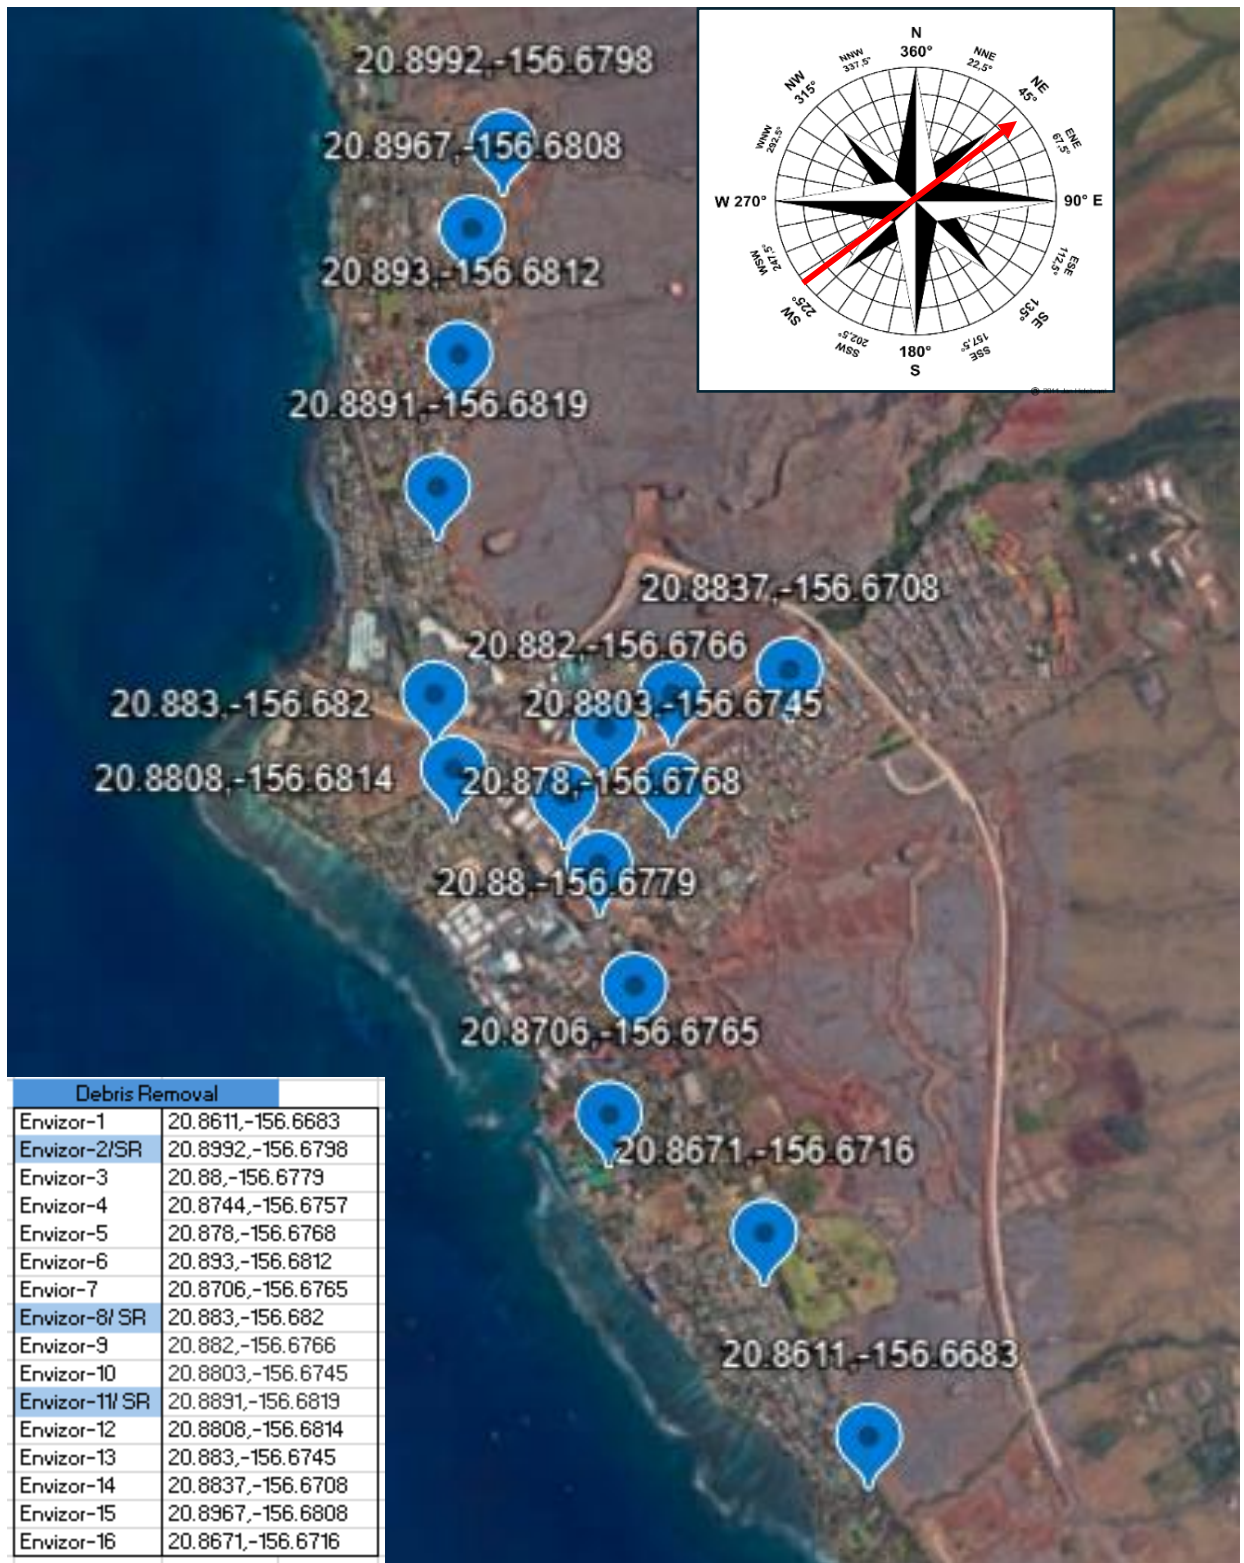 20.8992,-156.6798
20.8967,-156.6808
20.893,-156.6812
20.8891,-156.6819
N
360°
NNE
22,5°
NE
45°
ENE
67,5°
90° E
ESE
112,5°
SE
135°
SSE
157,5°
180°
S
SSW
202,5°
SW
225°
WSW
247,5°
W 270°
WNW
292,5°
NW
315°
NNW
337,5°
20.8837,-156.6708
20.882,-156.6766
20.883,-156.682
20.8803,-156.6745
20.8808,-156.6814
20.878,-156.6768
20.88,-156.6779
20.8706,-156.6765
20.8671,-156.6716
20.8611,-156.6683
Debris Removal
Envizor-1 20.8611,-156.6683
Envizor-2/SR 20.8992,-156.6798
Envizor-3 20.88,-156.6779
Envizor-4 20.8744,-156.6757
Envizor-5 20.878,-156.6768
Envizor-6 20.893,-156.6812
Envior-7 20.8706,-156.6765
Envizor-8/ SR 20.883,-156.682
Envizor-9 20.882,-156.6766
Envizor-10 20.8803,-156.6745
Envizor-11/ SR 20.8891,-156.6819
Envizor-12 20.8808,-156.6814
Envizor-13 20.883,-156.6745
Envizor-14 20.8837,-156.6708
Envizor-15 20.8967,-156.6808
Envizor-16 20.8671,-156.6716